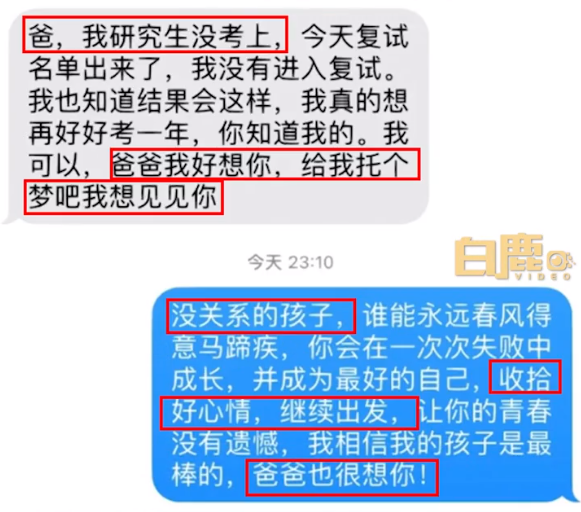 爸，我研究生没考上，今天复试
名单出来了，我没有进入复试。
我也知道结果会这样，我真的想
再好好考一年，你知道我的。我
可以，爸爸我好想你，给我托个
梦吧我想见见你
今天 23:10
白鹿
VIDEO
没关系的孩子，谁能永远春风得
意马蹄疾，你会在一次次失败中
成长，并成为最好的自己，收拾
好心情，继续出发，让你的青春
没有遗憾，我相信我的孩子是最
棒的，爸爸也很想你！